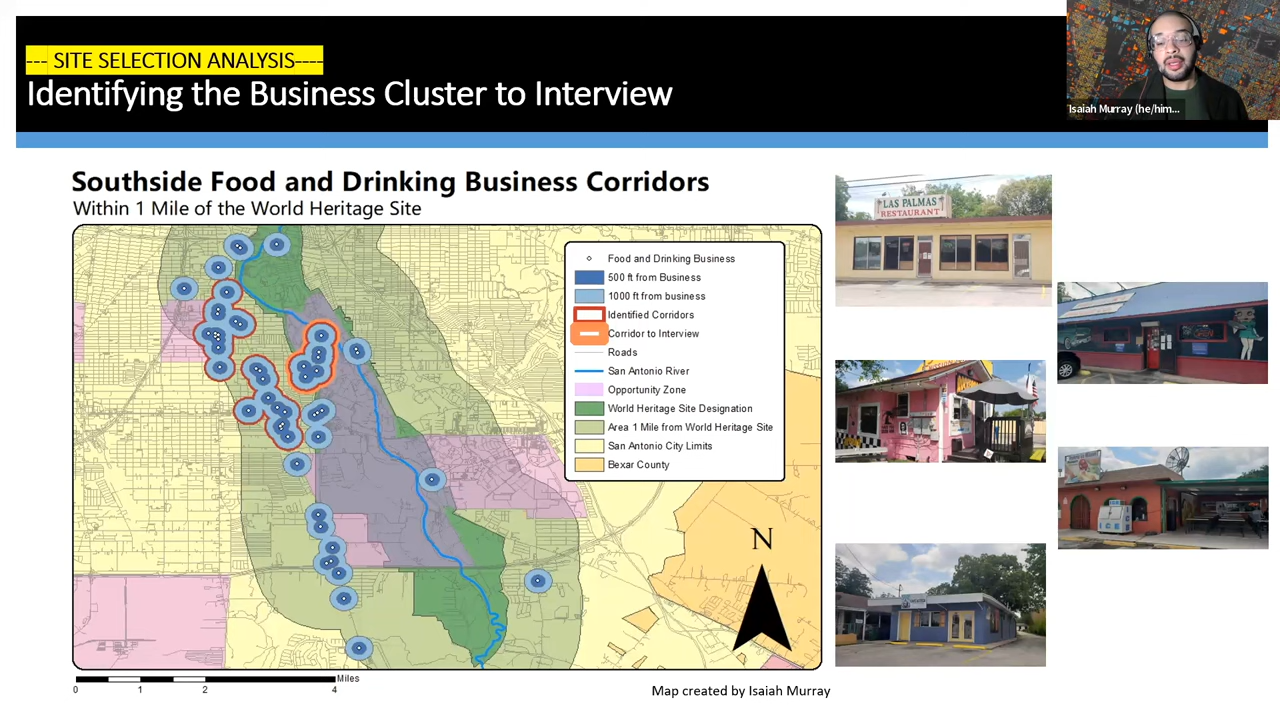 --- SITE SELECTION ANALYSIS----
Identifying the Business Cluster to Interview
Isaiah Murray (he/him...
Southside Food and Drinking Business Corridors
Within 1 Mile of the World Heritage Site
Food and Drinking Business
500 ft from Business
1000 ft from business
Identified Corridors
Corridor to Interview
Roads
San Antonio River
Opportunity Zone
World Heritage Site Designation
Area 1 Mile from World Heritage Site
San Antonio City Limits
Bexar County
N
Miles
0 1 2 4
Map created by Isaiah Murray
LAS PALMAS
RESTAURANT